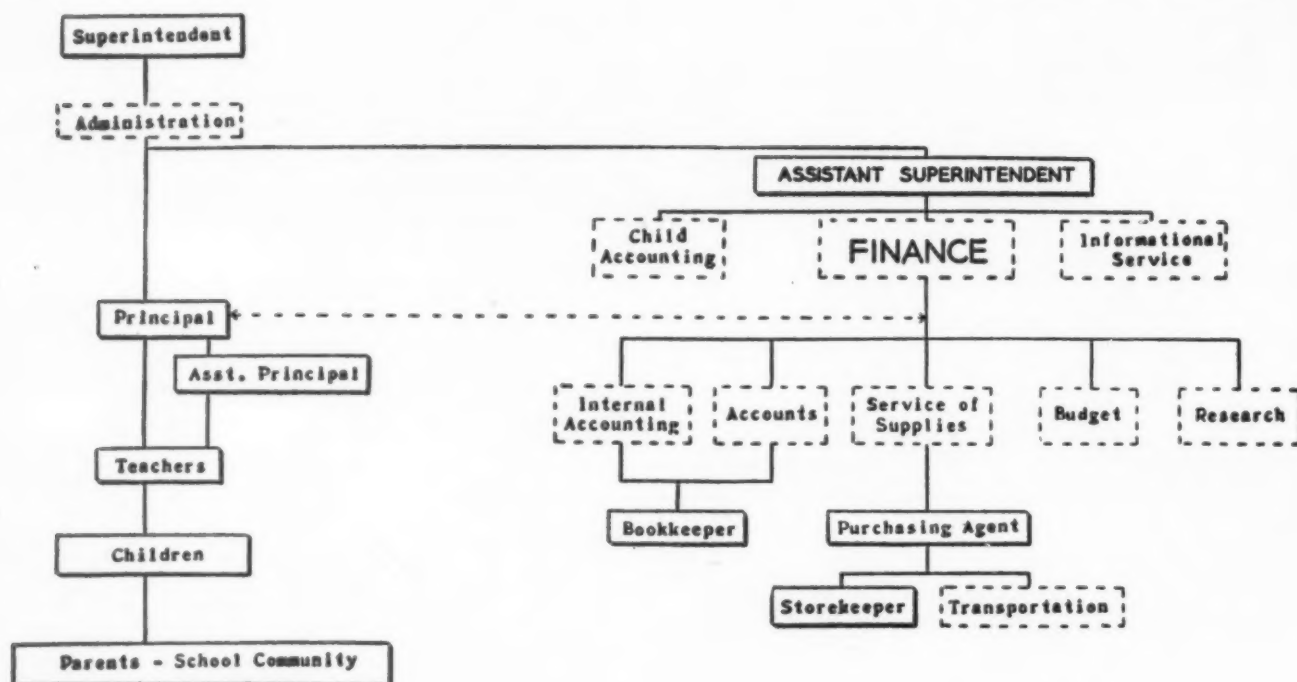 Superintendent
Administration
ASSISTANT SUPERINTENDENT
Child
Accounting
FINANCE
Informational
Service
Principal
Asst. Principal
Internal
Accounting
Accounts
Service of
Supplies
Budget
Research
Teachers
Bookkeeper
Purchasing Agent
Children
Storekeeper
Transportation
Parents - School Community